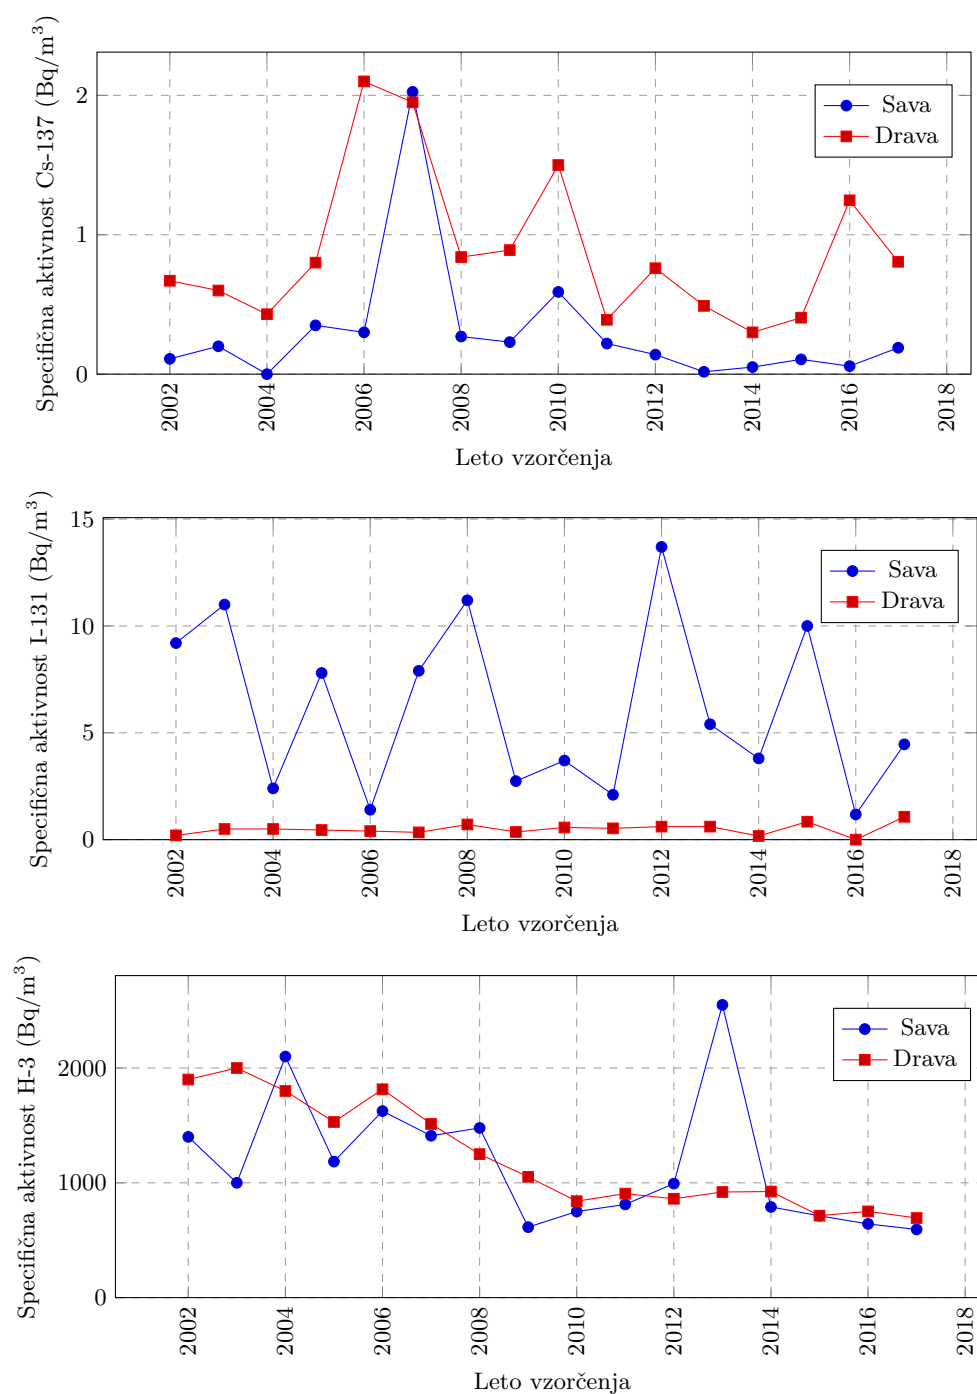 Specifična aktivnost Cs-137 (Bq/m³)
2
1
0
Sava
Drava
2002 2004 2006 2008 2010 2012 2014 2016 2018
Leto vzorčenja
Specifična aktivnost I-131 (Bq/m³)
15
10
5
0
Sava
Drava
2002 2004 2006 2008 2010 2012 2014 2016 2018
Leto vzorčenja
Specifična aktivnost H-3 (Bq/m³)
2000
1000
0
Sava
Drava
2002 2004 2006 2008 2010 2012 2014 2016 2018
Leto vzorčenja